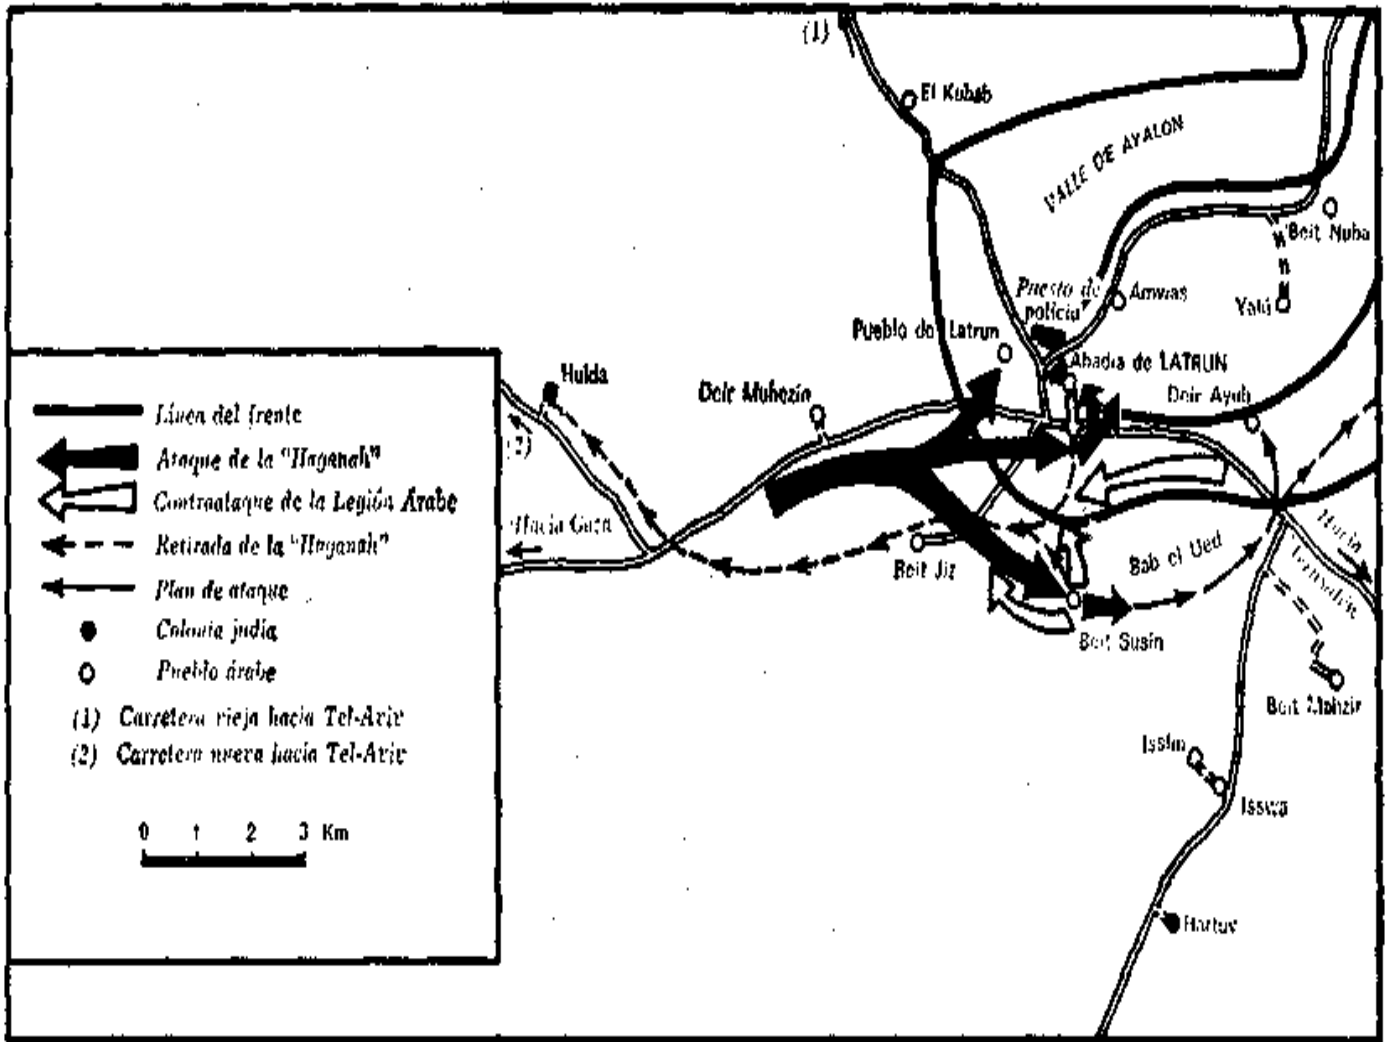 (1)
El Kubab
VALLE DE AYALON
Beit Nuba
Puesto de
policía
Amwas
Yalú
Pueblo de Latrun
Abadia de LATRUN
Hulda
Deir Muhezin
Deir Ayub
(2)
Hacia Gaza
Beit Jiz
Bab el Ued
Hacia
Beit Susin
Beit Mahzir
Isslin
Isswa
Hartuv
Línea del frente
Ataque de la "Haganah"
Contraataque de la Legión Árabe
Retirada de la "Haganah"
Plan de ataque
Colonia judía
Pueblo árabe
(1) Carretera vieja hacia Tel-Aviv
(2) Carretera nueva hacia Tel-Aviv
0 1 2 3 Km